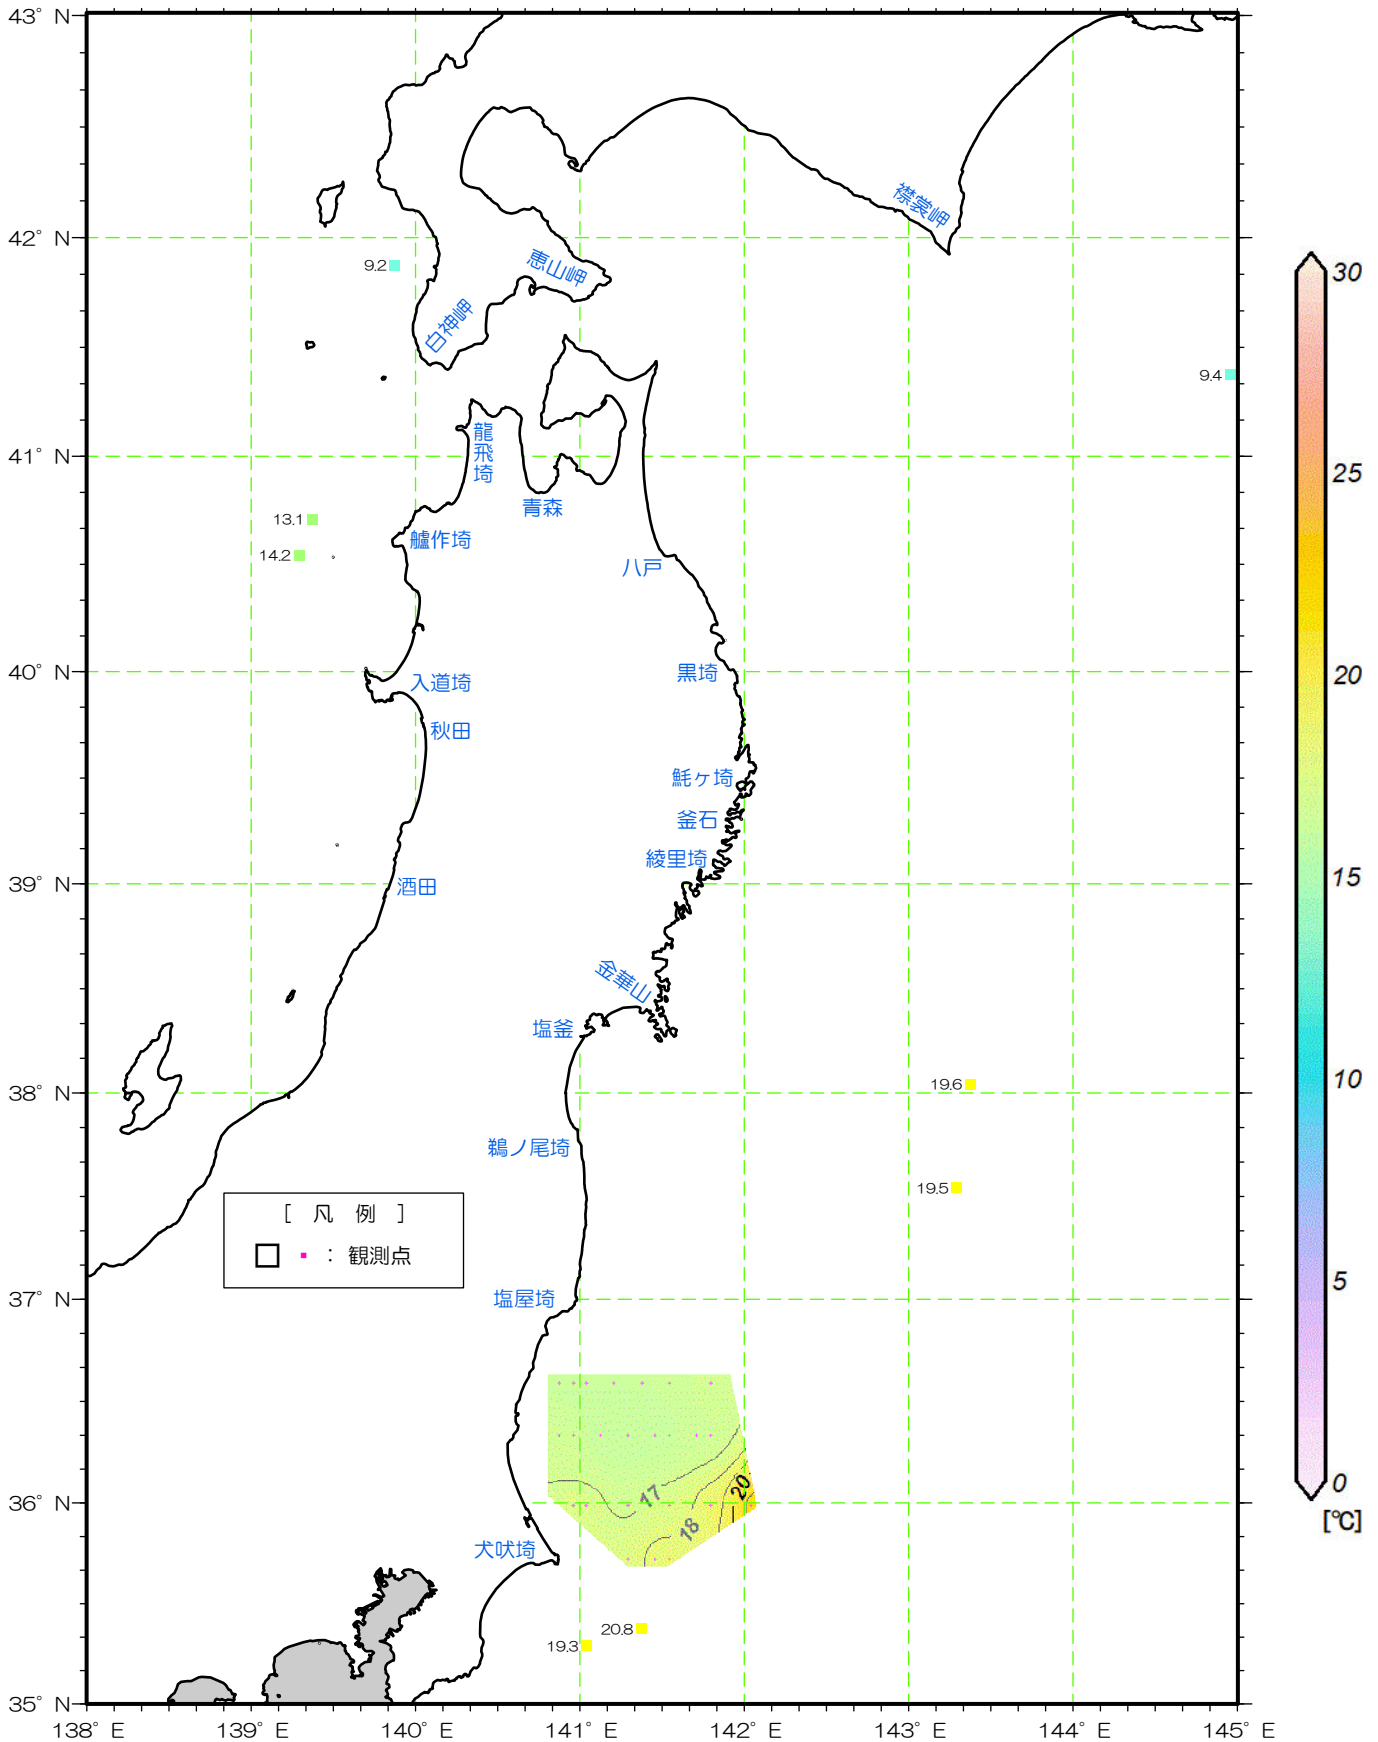 43° N
42° N
41° N
40° N
39° N
38° N
37° N
36° N
35° N
138° E
139° E
140° E
141° E
142° E
143° E
144° E
145° E
襟裳岬
恵山岬
白神岬
9.2
9.4
龍飛埼
青森
13.1
14.2
艫作埼
八戸
入道埼
黒埼
秋田
魹ヶ埼
釜石
綾里埼
酒田
金華山
塩釜
19.6
鵜ノ尾埼
19.5
[ 凡 例 ]
： 観測点
塩屋埼
17
18
20
犬吠埼
20.8
19.3
30
25
20
15
10
5
0
[℃]